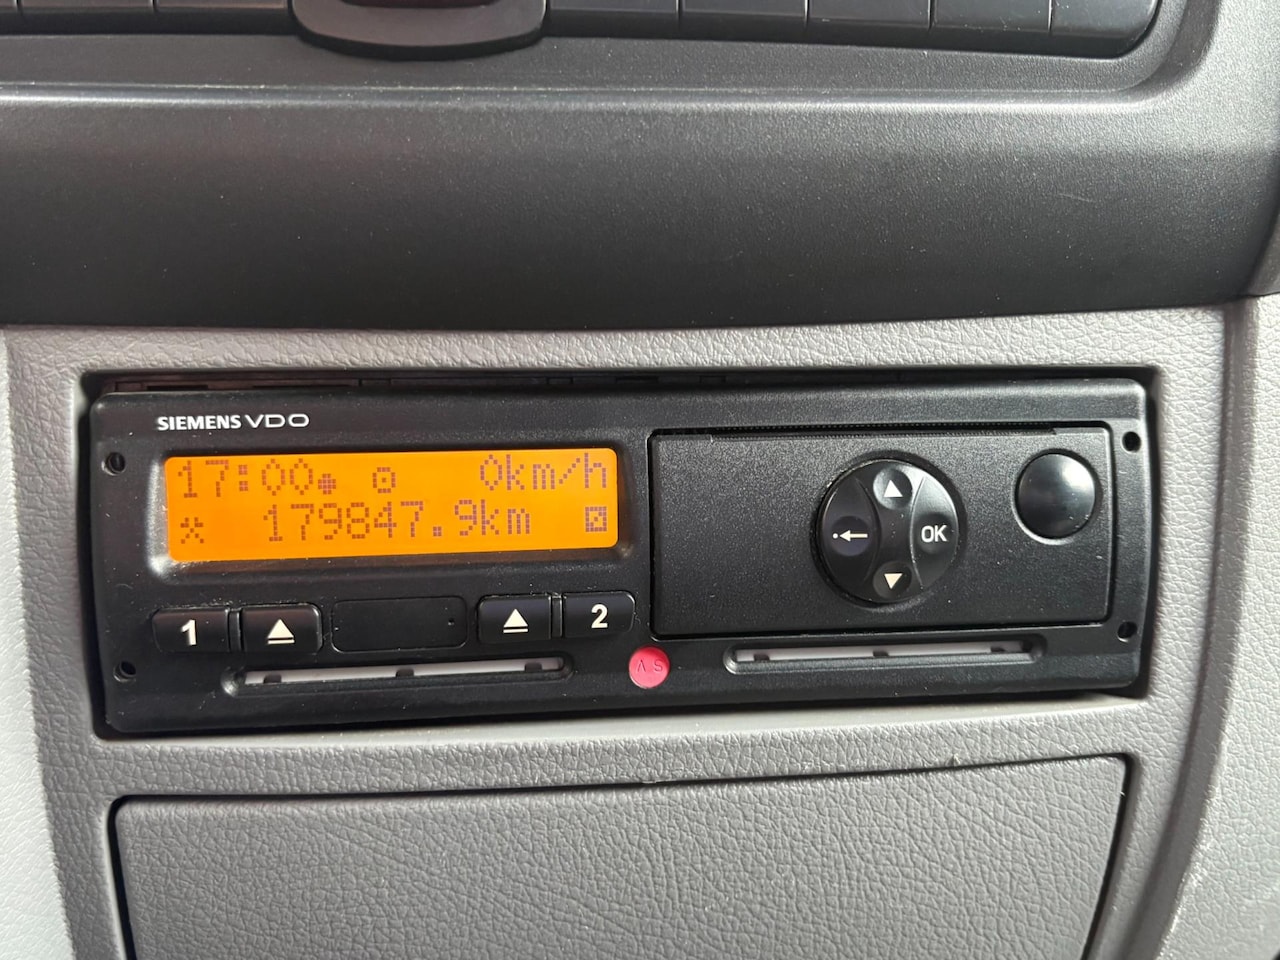 SIEMENS VDO
17:00 0km/h
179847.9km
1
2
OK
V S